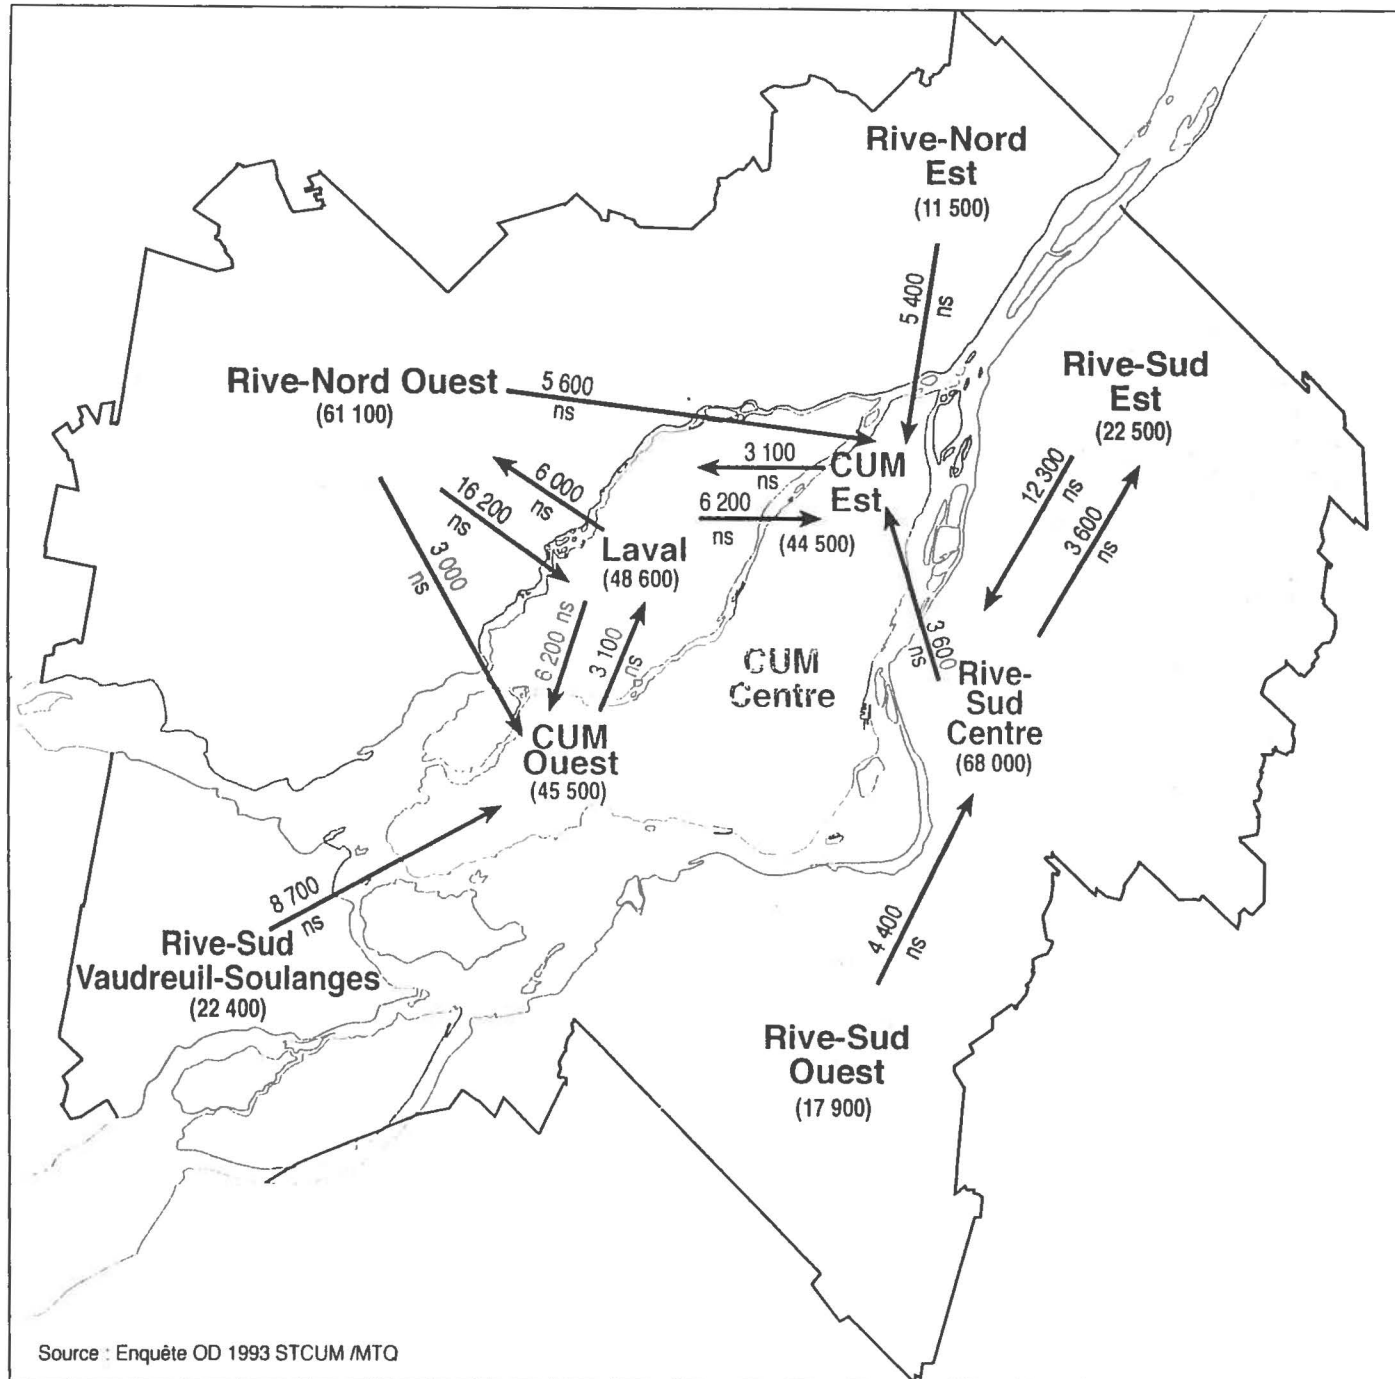 Rive-Nord
Est
(11 500)
5 400
ns
Rive-Nord Ouest
(61 100)
5 600
ns
Rive-Sud
Est
(22 500)
3 100
ns
CUM
Est
(44 500)
6 200
ns
6 000
ns
16 200
ns
3 000
ns
12 300
ns
3 600
ns
Laval
(48 600)
6 200 ns
3 100
ns
CUM
Centre
3 600
ns
Rive-
Sud
Centre
(68 000)
CUM
Ouest
(45 500)
8 700
ns
Rive-Sud
Vaudreuil-Soulanges
(22 400)
4 400
ns
Rive-Sud
Ouest
(17 900)
Source : Enquête OD 1993 STCUM /MTQ